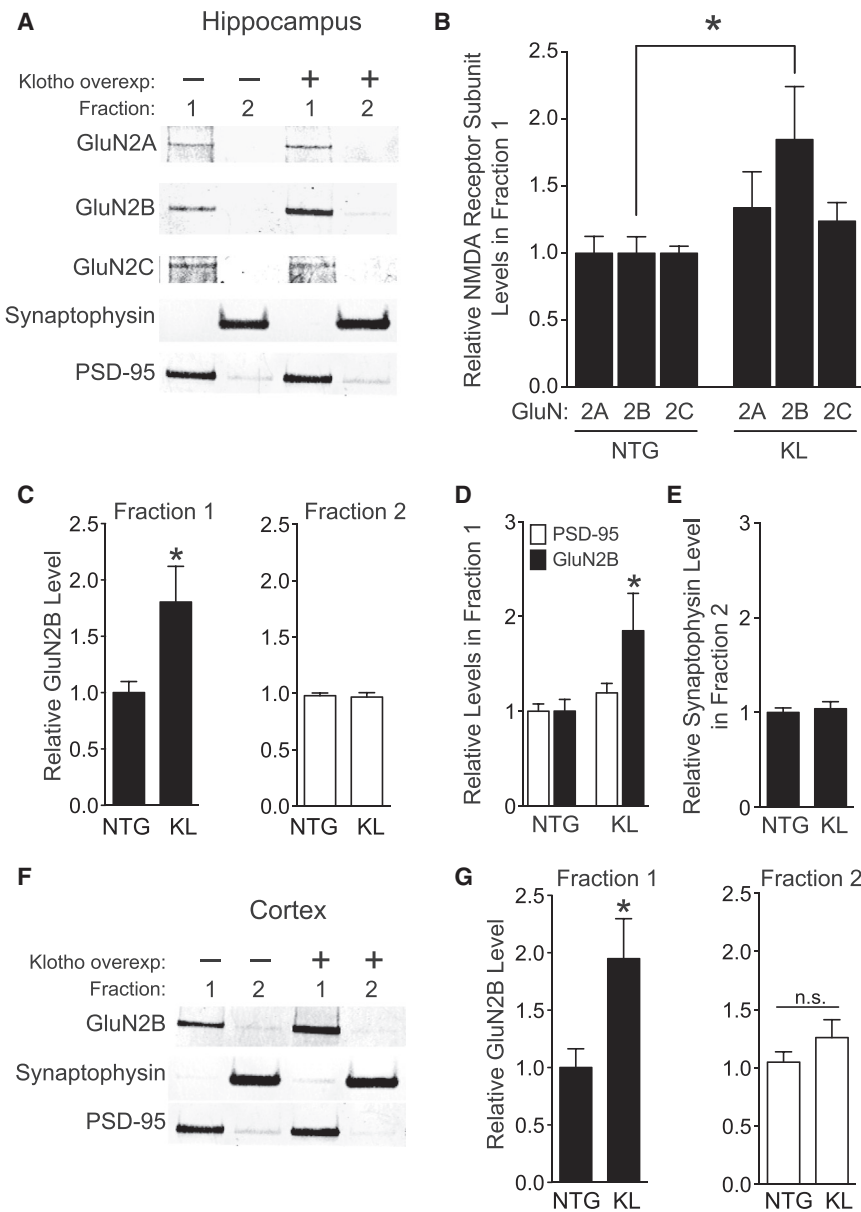 A
Hippocampus
Klotho overexp: – – + +
Fraction: 1 2 1 2
GluN2A
GluN2B
GluN2C
Synaptophysin
PSD-95
B
*
Relative NMDA Receptor Subunit
Levels in Fraction 1
2.5
2.0
1.5
1.0
0.5
0.0
GluN: 2A 2B 2C 2A 2B 2C
NTG KL
C
Fraction 1
Relative GluN2B Level
2.5
2.0
1.5
1.0
0.5
0.0
*
NTG KL
Fraction 2
2.5
2.0
1.5
1.0
0.5
0.0
NTG KL
D
Relative Levels in Fraction 1
3
2
1
0
PSD-95
GluN2B
*
NTG KL
E
Relative Synaptophysin Level
in Fraction 2
3
2
1
0
NTG KL
F
Cortex
Klotho overexp: – – + +
Fraction: 1 2 1 2
GluN2B
Synaptophysin
PSD-95
G
Fraction 1
Relative GluN2B Level
2.5
2.0
1.5
1.0
0.5
0.0
*
NTG KL
Fraction 2
2.5
2.0
1.5
1.0
0.5
0.0
n.s.
NTG KL